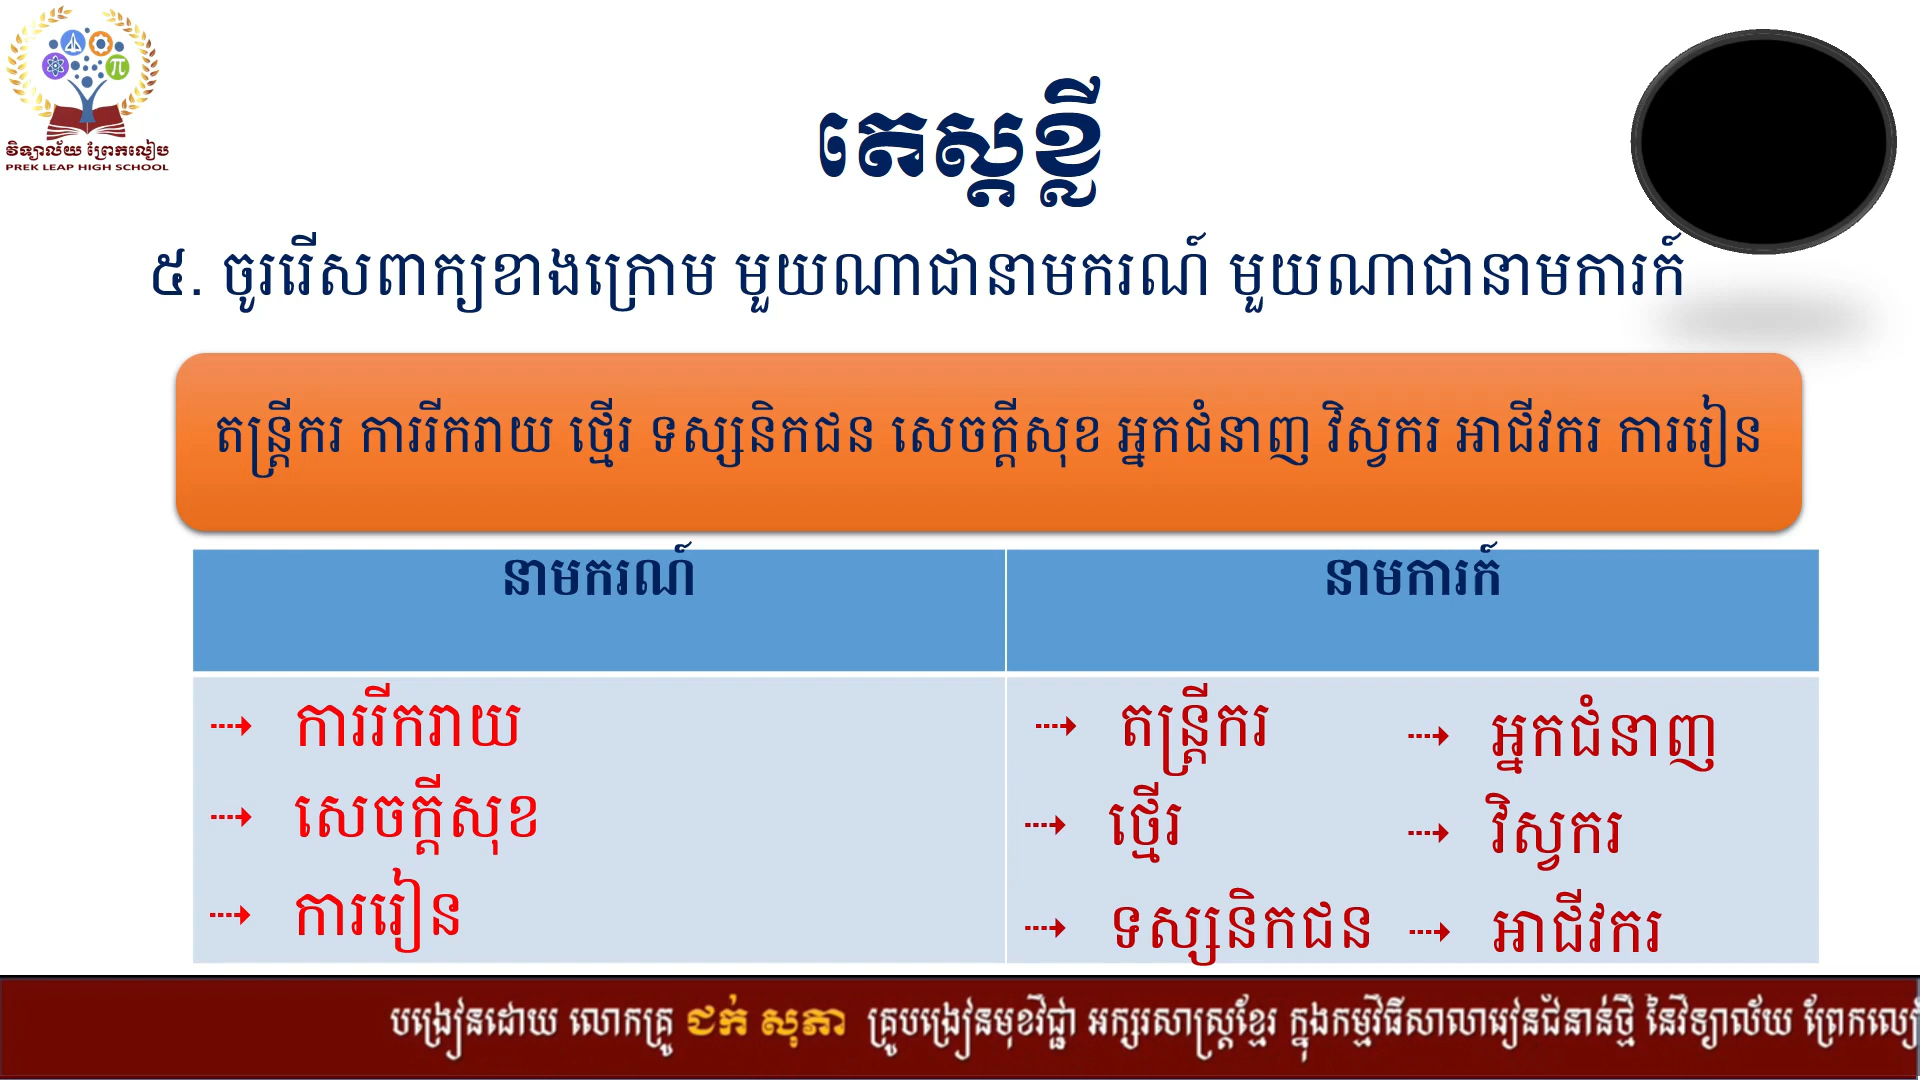 វិទ្យាល័យ ព្រែកលៀប
PREK LEAP HIGH SCHOOL
តេស្តខ្លី
៥. ចូររើសពាក្យខាងក្រោម មួយណាជានាមករណ៍ មួយណាជានាមការក៍
តន្ត្រីករ ការរីករាយ ថ្មើរ ទស្សនិកជន សេចក្តីសុខ អ្នកជំនាញ វិស្វករ អាជីវករ ការរៀន
នាមករណ៍ នាមការក៍
ការរីករាយ តន្ត្រីករ អ្នកជំនាញ
សេចក្តីសុខ ថ្មើរ វិស្វករ
ការរៀន ទស្សនិកជន អាជីវករ
បង្រៀនដោយ លោកគ្រូ ជក់ សុភា គ្រូបង្រៀនមុខវិជ្ជា អក្សរសាស្ត្រខ្មែរ ក្នុងកម្មវិធីសាលារៀនជំនាន់ថ្មី នៃវិទ្យាល័យ ព្រែកលៀ